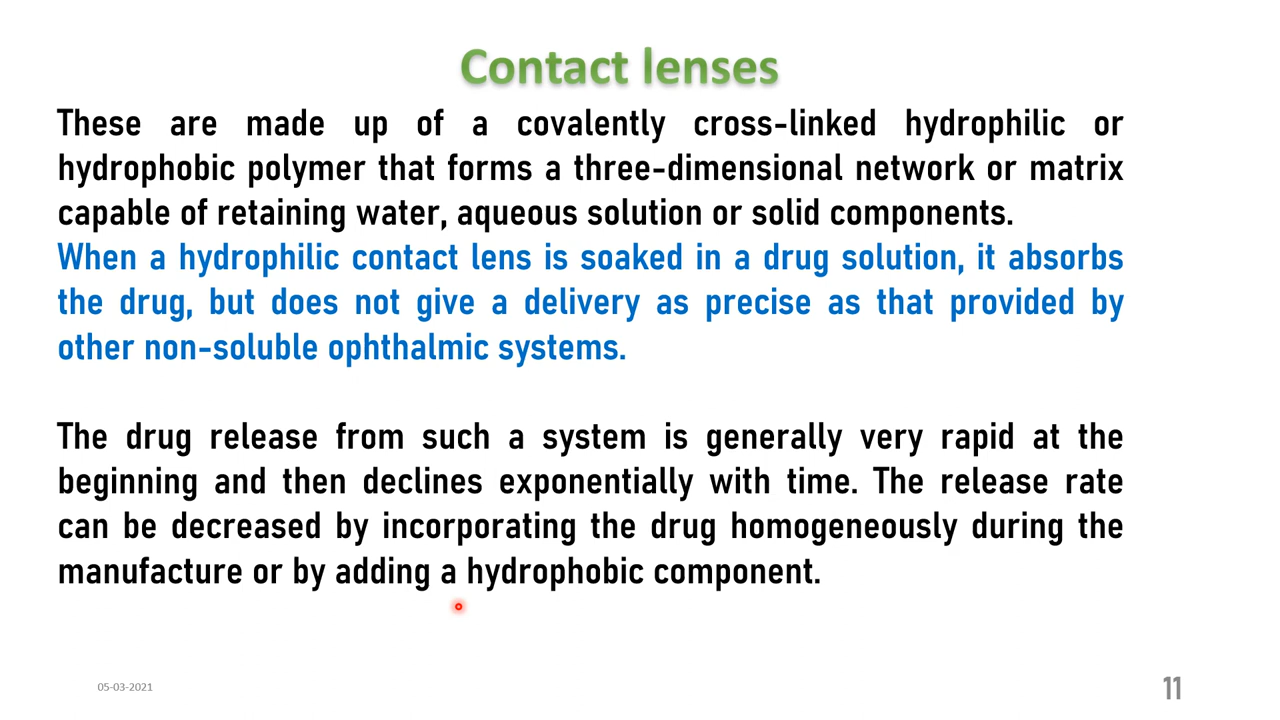 Contact lenses
These are made up of a covalently cross-linked hydrophilic or
hydrophobic polymer that forms a three-dimensional network or matrix
capable of retaining water, aqueous solution or solid components.
When a hydrophilic contact lens is soaked in a drug solution, it absorbs
the drug, but does not give a delivery as precise as that provided by
other non-soluble ophthalmic systems.
The drug release from such a system is generally very rapid at the
beginning and then declines exponentially with time. The release rate
can be decreased by incorporating the drug homogeneously during the
manufacture or by adding a hydrophobic component.
05-03-2021
11